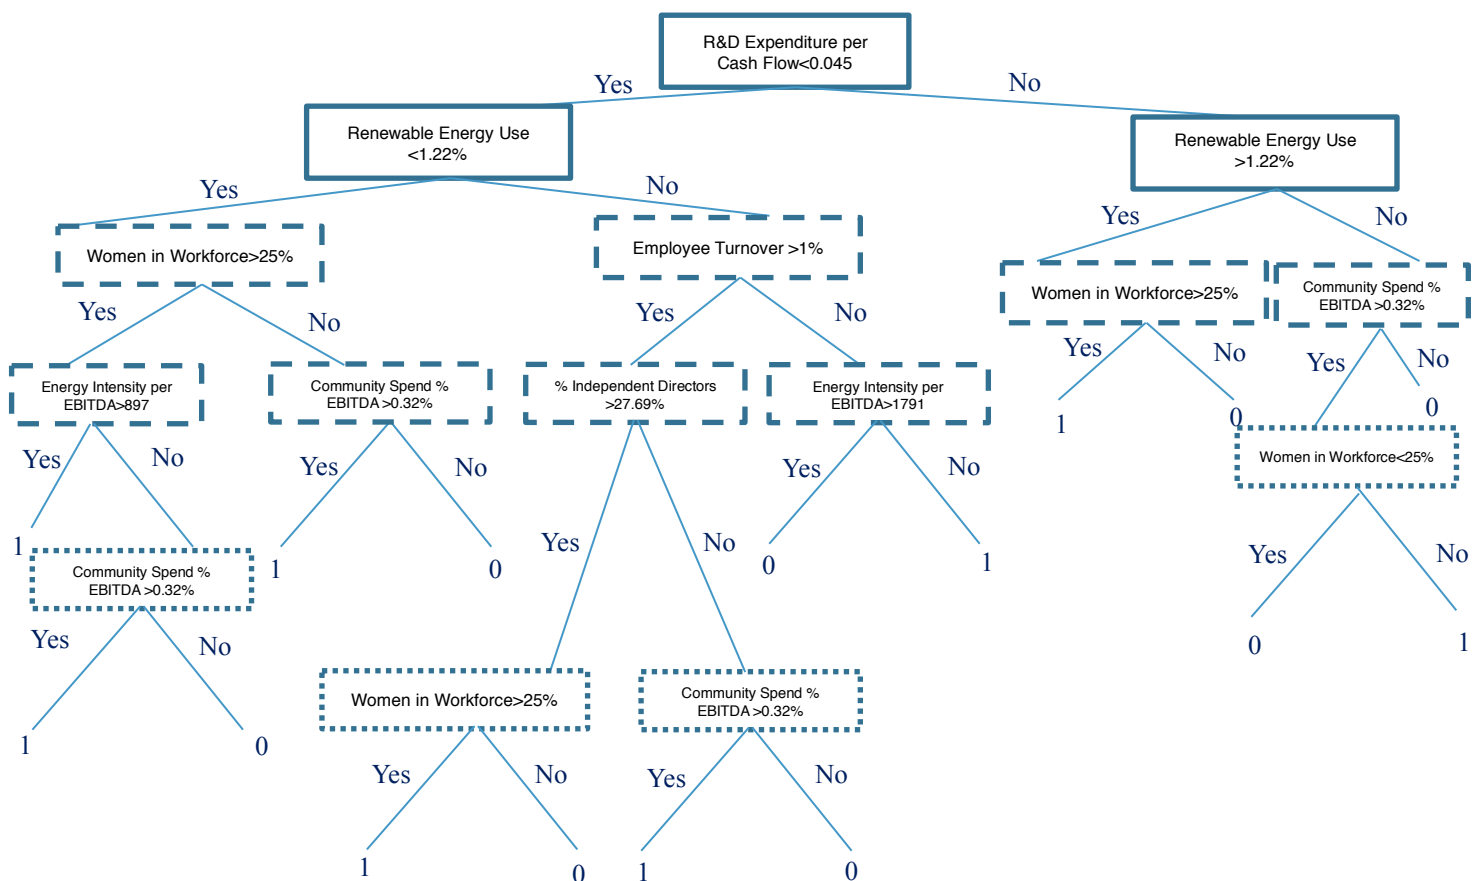 R&D Expenditure per
Cash Flow<0.045
Yes
No
Renewable Energy Use
<1.22%
Renewable Energy Use
>1.22%
Yes
No
Yes
No
Women in Workforce>25%
Employee Turnover >1%
Women in Workforce>25%
Community Spend %
EBITDA >0.32%
Yes
No
Yes
No
Yes
No
Yes
No
Energy Intensity per
EBITDA>897
Community Spend %
EBITDA >0.32%
% Independent Directors
>27.69%
Energy Intensity per
EBITDA>1791
1
0
0
Women in Workforce<25%
Yes
No
Yes
No
Yes
No
Yes
No
Yes
No
1
1
0
0
1
Community Spend %
EBITDA >0.32%
0
1
Yes
No
Women in Workforce>25%
Community Spend %
EBITDA>0.32%
1
0
Yes
No
Yes
No
1
0
1
0